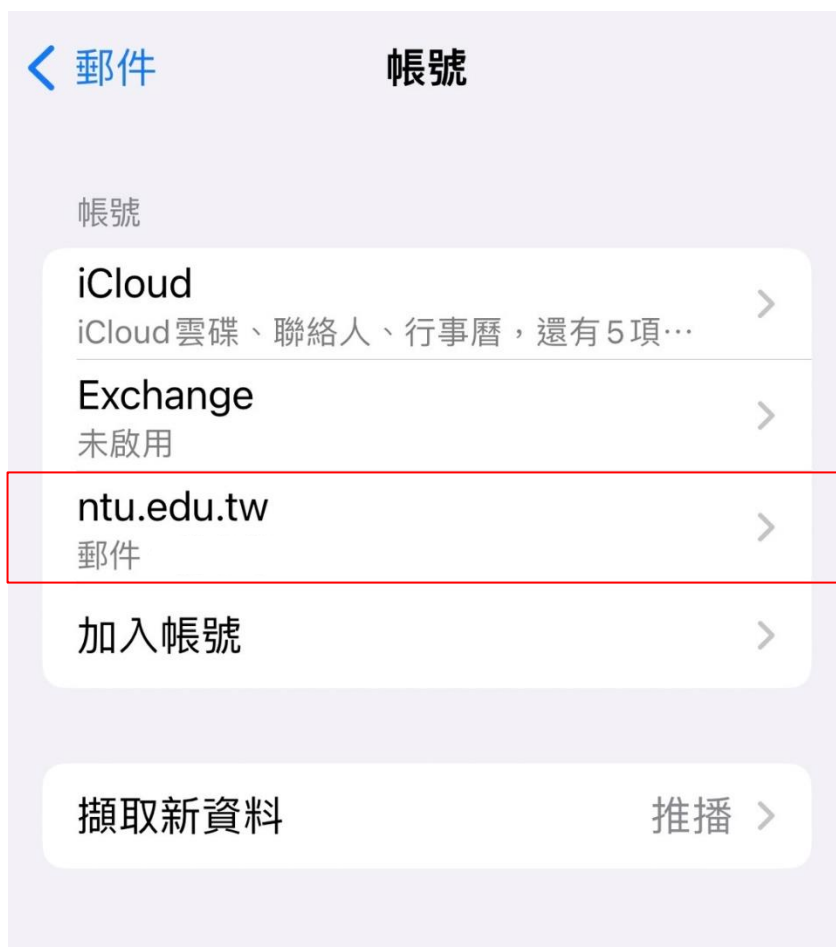 郵件 帳號
帳號
iCloud
iCloud雲碟、聯絡人、行事曆，還有5項⋯
Exchange
未啟用
ntu.edu.tw
郵件
加入帳號
擷取新資料 推播